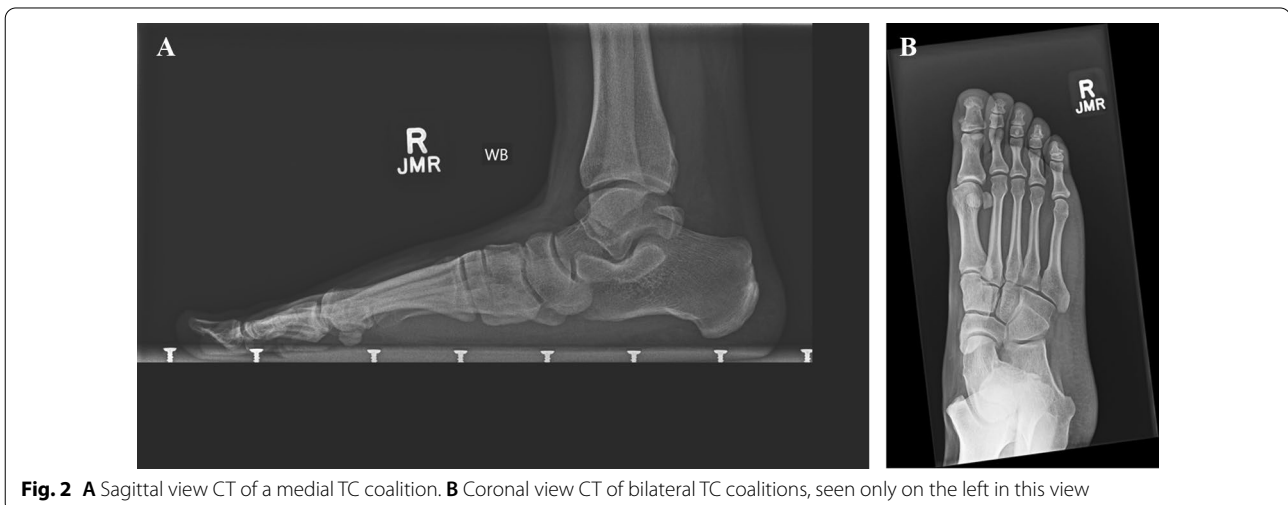 A
B
R
JMR
WB
R
JMR
Fig. 2 A Sagittal view CT of a medial TC coalition. B Coronal view CT of bilateral TC coalitions, seen only on the left in this view